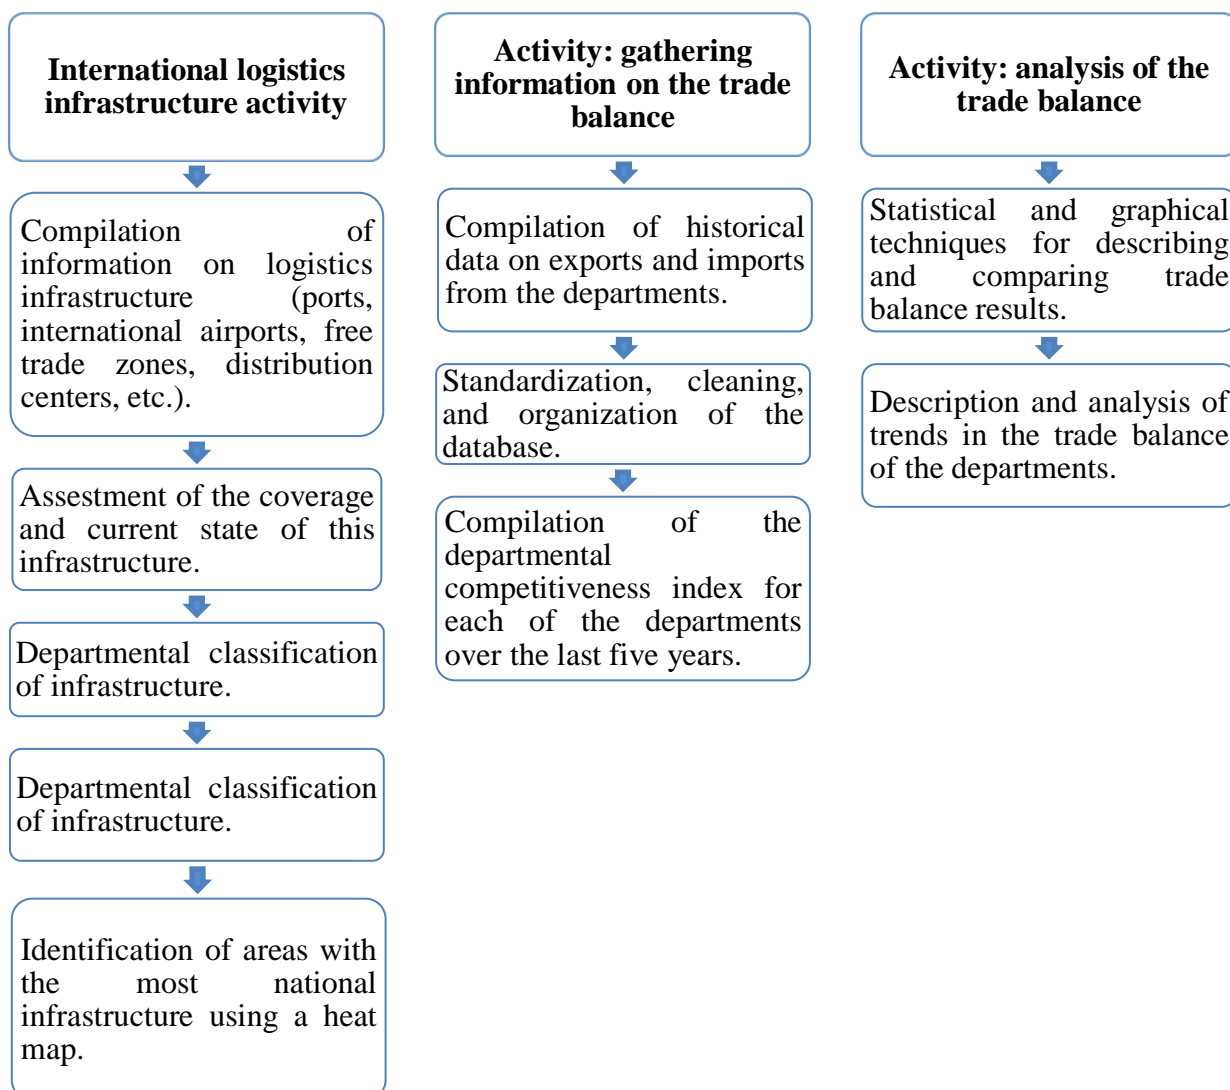 International logistics
infrastructure activity
Compilation of
information on logistics
infrastructure (ports,
international airports, free
trade zones, distribution
centers, etc.).
Assestment of the coverage
and current state of this
infrastructure.
Departmental classification
of infrastructure.
Departmental classification
of infrastructure.
Identification of areas with
the most national
infrastructure using a heat
map.
Activity: gathering
information on the trade
balance
Compilation of historical
data on exports and imports
from the departments.
Standardization, cleaning,
and organization of the
database.
Compilation of the
departmental
competitiveness index for
each of the departments
over the last five years.
Activity: analysis of the
trade balance
Statistical and graphical
techniques for describing
and comparing trade
balance results.
Description and analysis of
trends in the trade balance
of the departments.